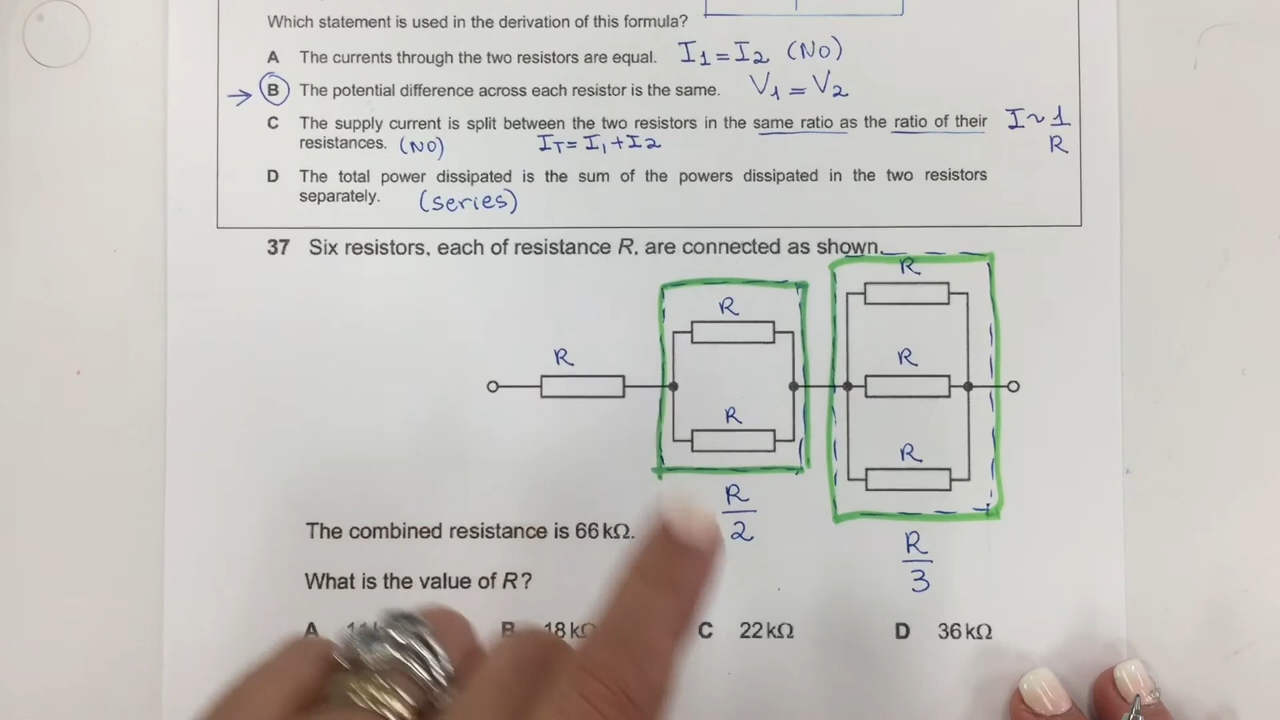 Which statement is used in the derivation of this formula?
A The currents through the two resistors are equal. I1 = I2 (NO)
B The potential difference across each resistor is the same. V1 = V2
C The supply current is split between the two resistors in the same ratio as the ratio of their I ~ 1
resistances. (NO) IT = I1 + I2 R
D The total power dissipated is the sum of the powers dissipated in the two resistors
separately. (series)
37 Six resistors, each of resistance R, are connected as shown.
R
R
R
R
R
R
R
2
The combined resistance is 66 kΩ.
R
3
What is the value of R?
A B 18 C 22 kΩ D 36 kΩ